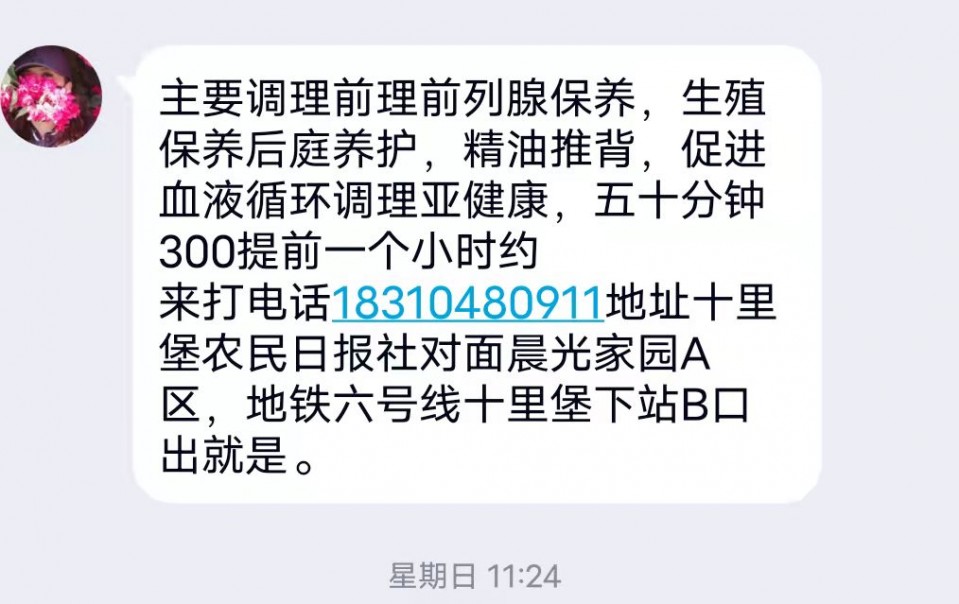 主要调理前理前列腺保养，生殖
保养后庭养护，精油推背，促进
血液循环调理亚健康，五十分钟
300提前一个小时约
来打电话18310480911地址十里
堡农民日报社对面晨光家园A
区，地铁六号线十里堡下站B口
出就是。
星期日 11:24